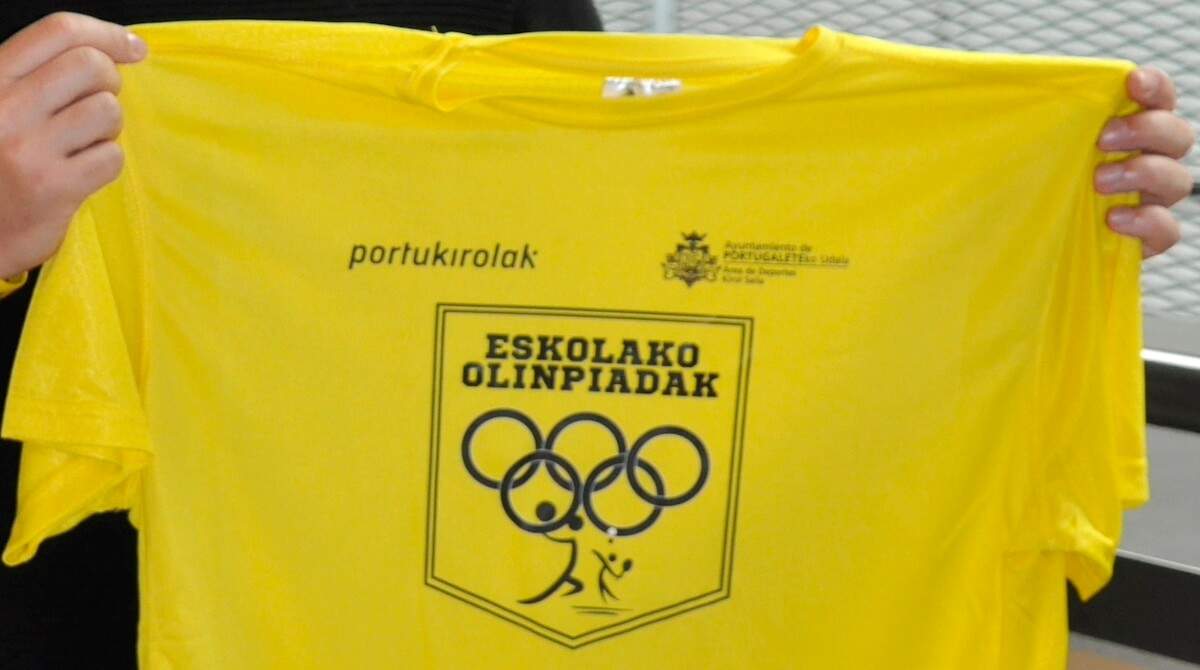 portukirolak
Ayuntamiento de
PORTUGALETEko Udala
Área de Deportes
Kirol Saila
ESKOLAKO
OLINPIADAK